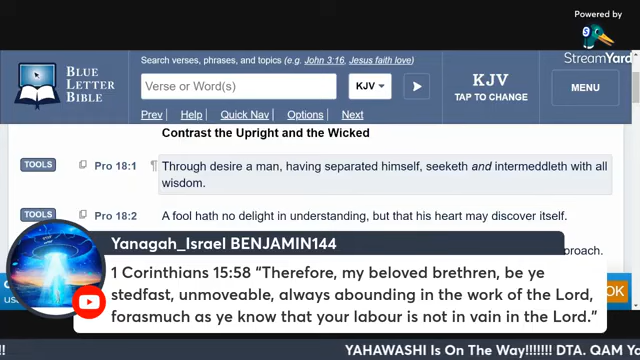 Powered by
StreamYard
BLUE
LETTER
BIBLE
Search verses, phrases, and topics (e.g. John 3:16, Jesus faith love)
Verse or Word(s)
KJV
KJV
TAP TO CHANGE
MENU
Prev | Help | Quick Nav | Options | Next
Contrast the Upright and the Wicked
TOOLS Pro 18:1 ¶ Through desire a man, having separated himself, seeketh and intermeddleth with all
wisdom.
TOOLS Pro 18:2 A fool hath no delight in understanding, but that his heart may discover itself.
Yanagah_Israel BENJAMIN144
proach.
1 Corinthians 15:58 “Therefore, my beloved brethren, be ye
stedfast, unmoveable, always abounding in the work of the Lord,
forasmuch as ye know that your labour is not in vain in the Lord.”
OK
YAHAWASHI Is On The Way!!!!!!! DTA. QAM Yo